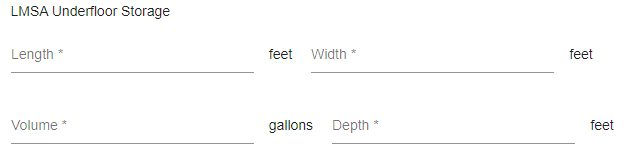 LMSA Underfloor Storage
Length * feet Width * feet
Volume * gallons Depth * feet